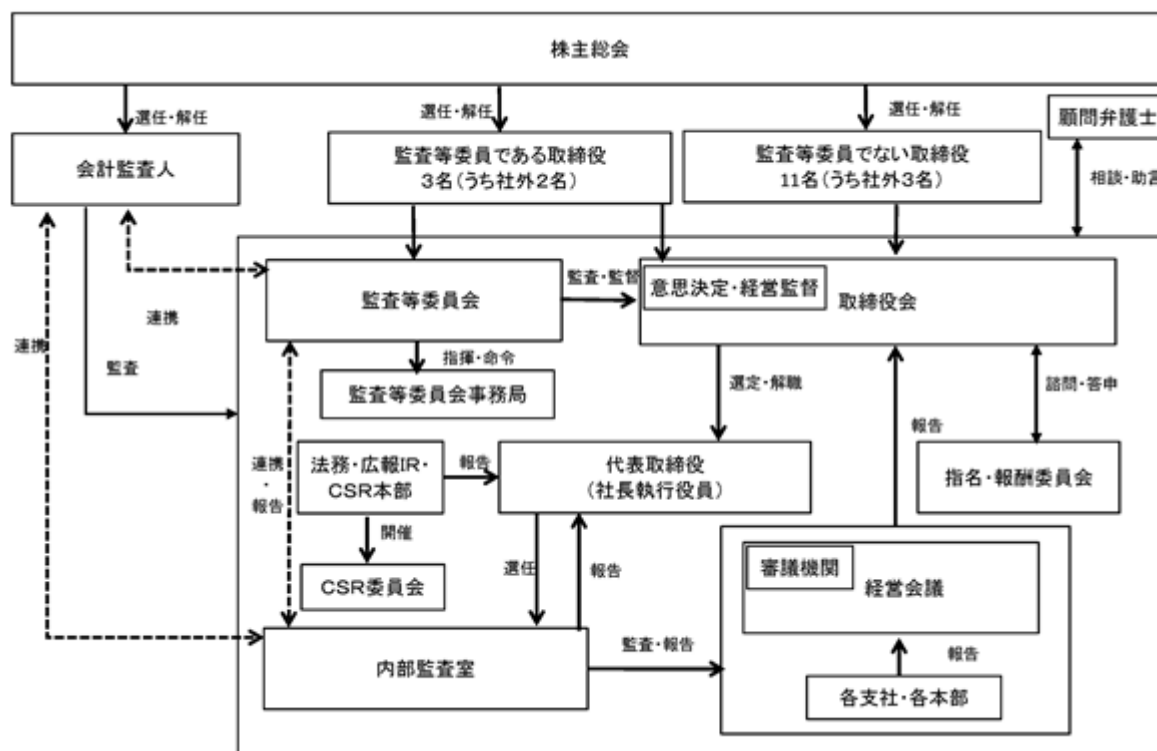 株主総会
選任・解任
選任・解任
選任・解任
顧問弁護士
会計監査人
監査等委員である取締役
3名(うち社外2名)
監査等委員でない取締役
11名(うち社外3名)
相談・助言
監査等委員会
監査・監督
意思決定・経営監督
取締役会
連携
連携
監査
指揮・命令
監査等委員会事務局
選定・解職
諮問・答申
報告
連携
・
報告
法務・広報IR・
CSR本部
報告
代表取締役
(社長執行役員)
指名・報酬委員会
開催
CSR委員会
選任
報告
審議機関
経営会議
内部監査室
監査・報告
報告
各支社・各本部